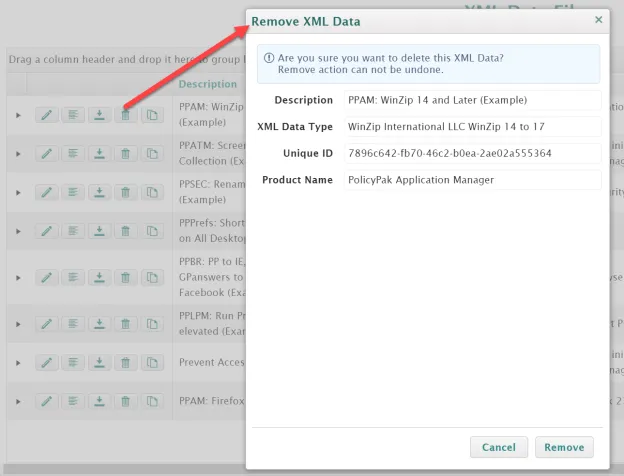 XML Data File
Remove XML Data
×
Drag a column header and drop it here to group
Are you sure you want to delete this XML Data?
Remove action can not be undone.
Description
PPAM: WinZip
(Example)
Description PPAM: WinZip 14 and Later (Example)
XML Data Type WinZip International LLC WinZip 14 to 17
PPATM: Screen
Collection (Ex
Unique ID 7896c642-fb70-46c2-b0ea-2ae02a555364
Product Name PolicyPak Application Manager
PPSEC: Renam
(Example)
PPPrefs: Short
on All Desktop
PPBR: PP to IE,
GPanswers to
Facebook (Exa
PPLPM: Run Pr
elevated (Exam
Prevent Acces
PPAM: Firefox
Cancel Remove